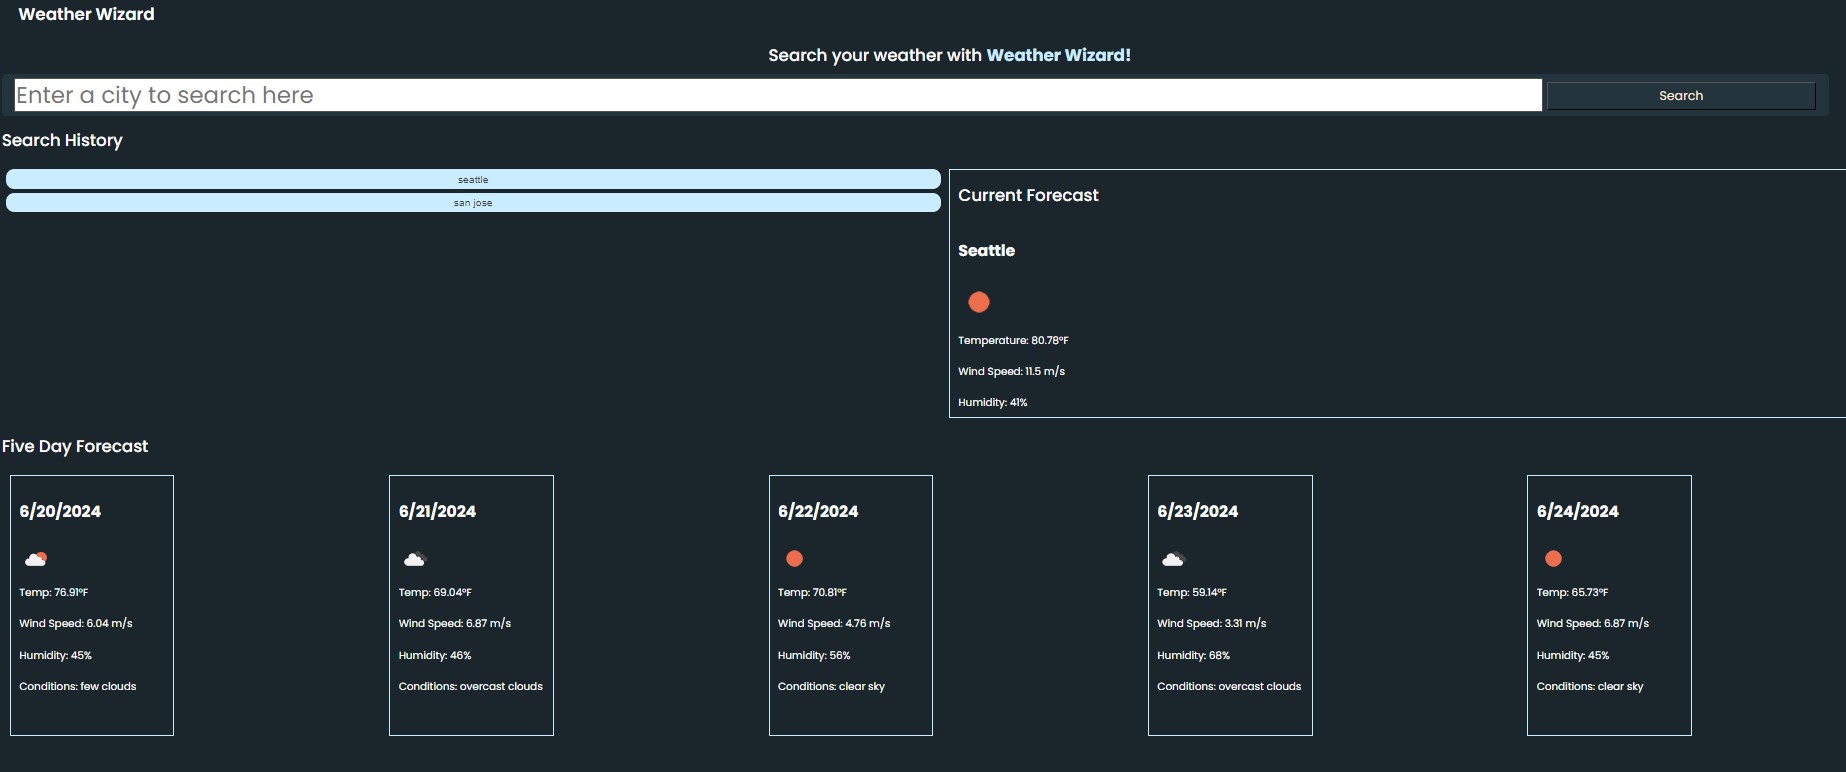 Weather Wizard
Search your weather with Weather Wizard!
Enter a city to search here
Search
Search History
seattle
san jose
Current Forecast
Seattle
Temperature: 80.78°F
Wind Speed: 11.5 m/s
Humidity: 41%
Five Day Forecast
6/20/2024
Temp: 76.91°F
Wind Speed: 6.04 m/s
Humidity: 45%
Conditions: few clouds
6/21/2024
Temp: 69.04°F
Wind Speed: 6.87 m/s
Humidity: 46%
Conditions: overcast clouds
6/22/2024
Temp: 70.81°F
Wind Speed: 4.76 m/s
Humidity: 56%
Conditions: clear sky
6/23/2024
Temp: 59.14°F
Wind Speed: 3.31 m/s
Humidity: 68%
Conditions: overcast clouds
6/24/2024
Temp: 65.73°F
Wind Speed: 6.87 m/s
Humidity: 45%
Conditions: clear sky